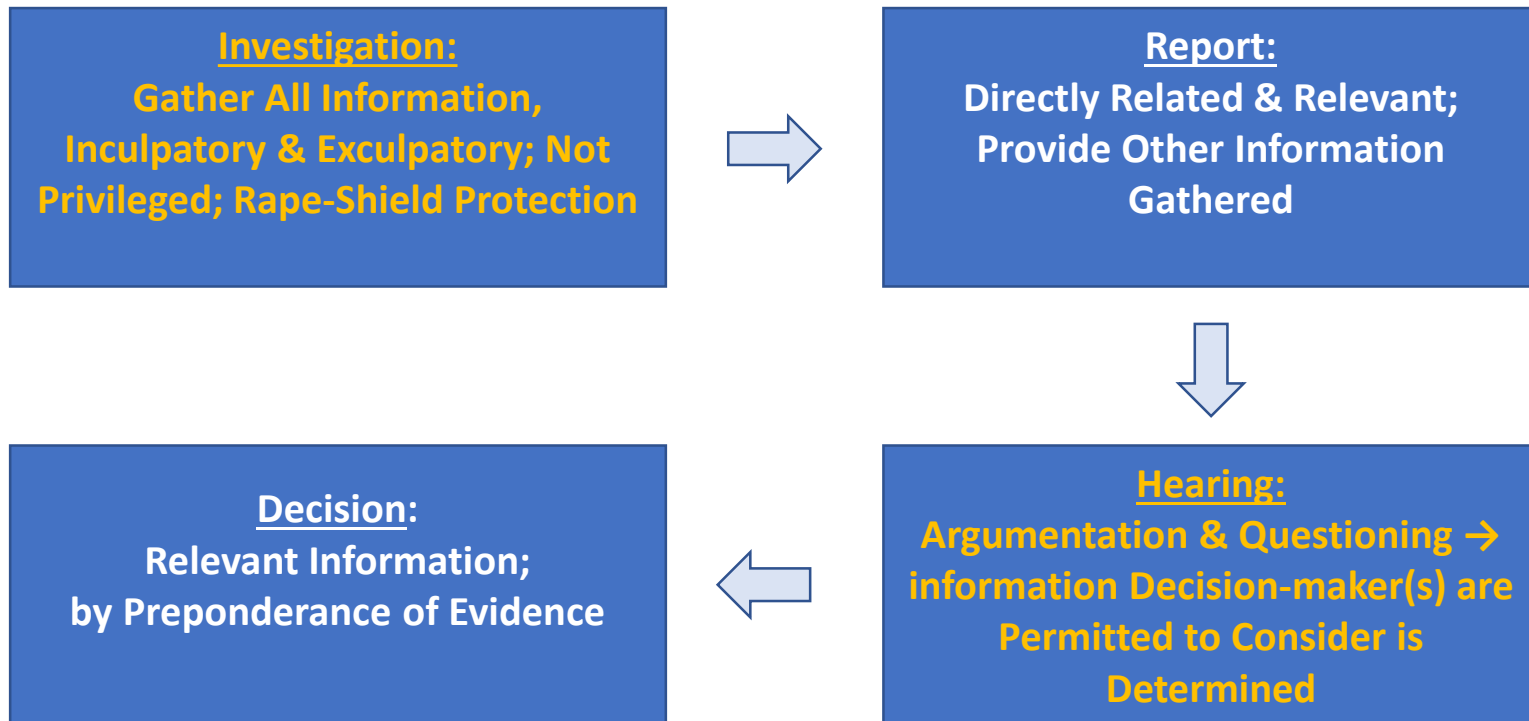 Investigation:
Gather All Information,
Inculpatory & Exculpatory; Not
Privileged; Rape-Shield Protection
Report:
Directly Related & Relevant;
Provide Other Information
Gathered
Hearing:
Argumentation & Questioning →
information Decision-maker(s) are
Permitted to Consider is
Determined
Decision:
Relevant Information;
by Preponderance of Evidence